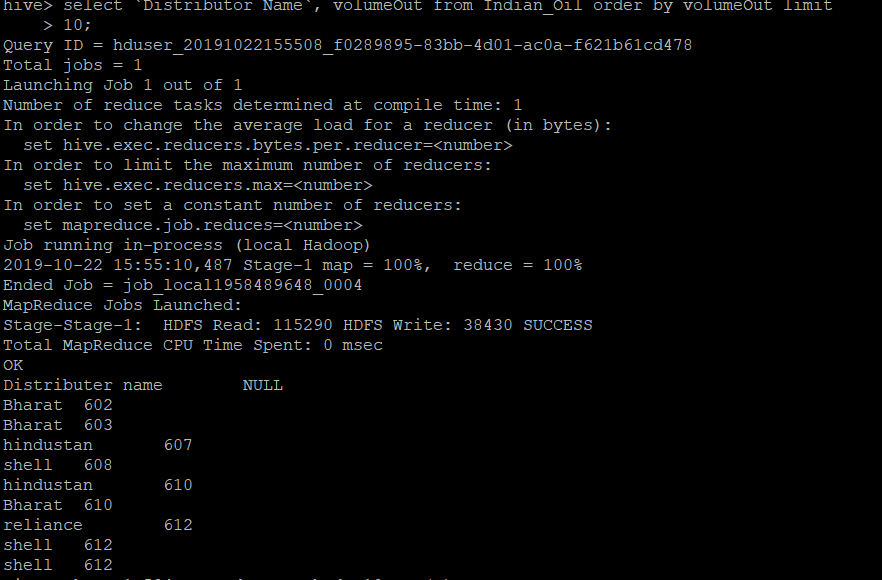 hive> select `Distributor Name`, volumeOut from Indian_Oil order by volumeOut limit
    > 10;
Query ID = hduser_20191022155508_f0289895-83bb-4d01-ac0a-f621b61cd478
Total jobs = 1
Launching Job 1 out of 1
Number of reduce tasks determined at compile time: 1
In order to change the average load for a reducer (in bytes):
  set hive.exec.reducers.bytes.per.reducer=<number>
In order to limit the maximum number of reducers:
  set hive.exec.reducers.max=<number>
In order to set a constant number of reducers:
  set mapreduce.job.reduces=<number>
Job running in-process (local Hadoop)
2019-10-22 15:55:10,487 Stage-1 map = 100%,  reduce = 100%
Ended Job = job_local1958489648_0004
MapReduce Jobs Launched:
Stage-Stage-1:  HDFS Read: 115290 HDFS Write: 38430 SUCCESS
Total MapReduce CPU Time Spent: 0 msec
OK
Distributer name        NULL
Bharat  602
Bharat  603
hindustan       607
shell   608
hindustan       610
Bharat  610
reliance        612
shell   612
shell   612